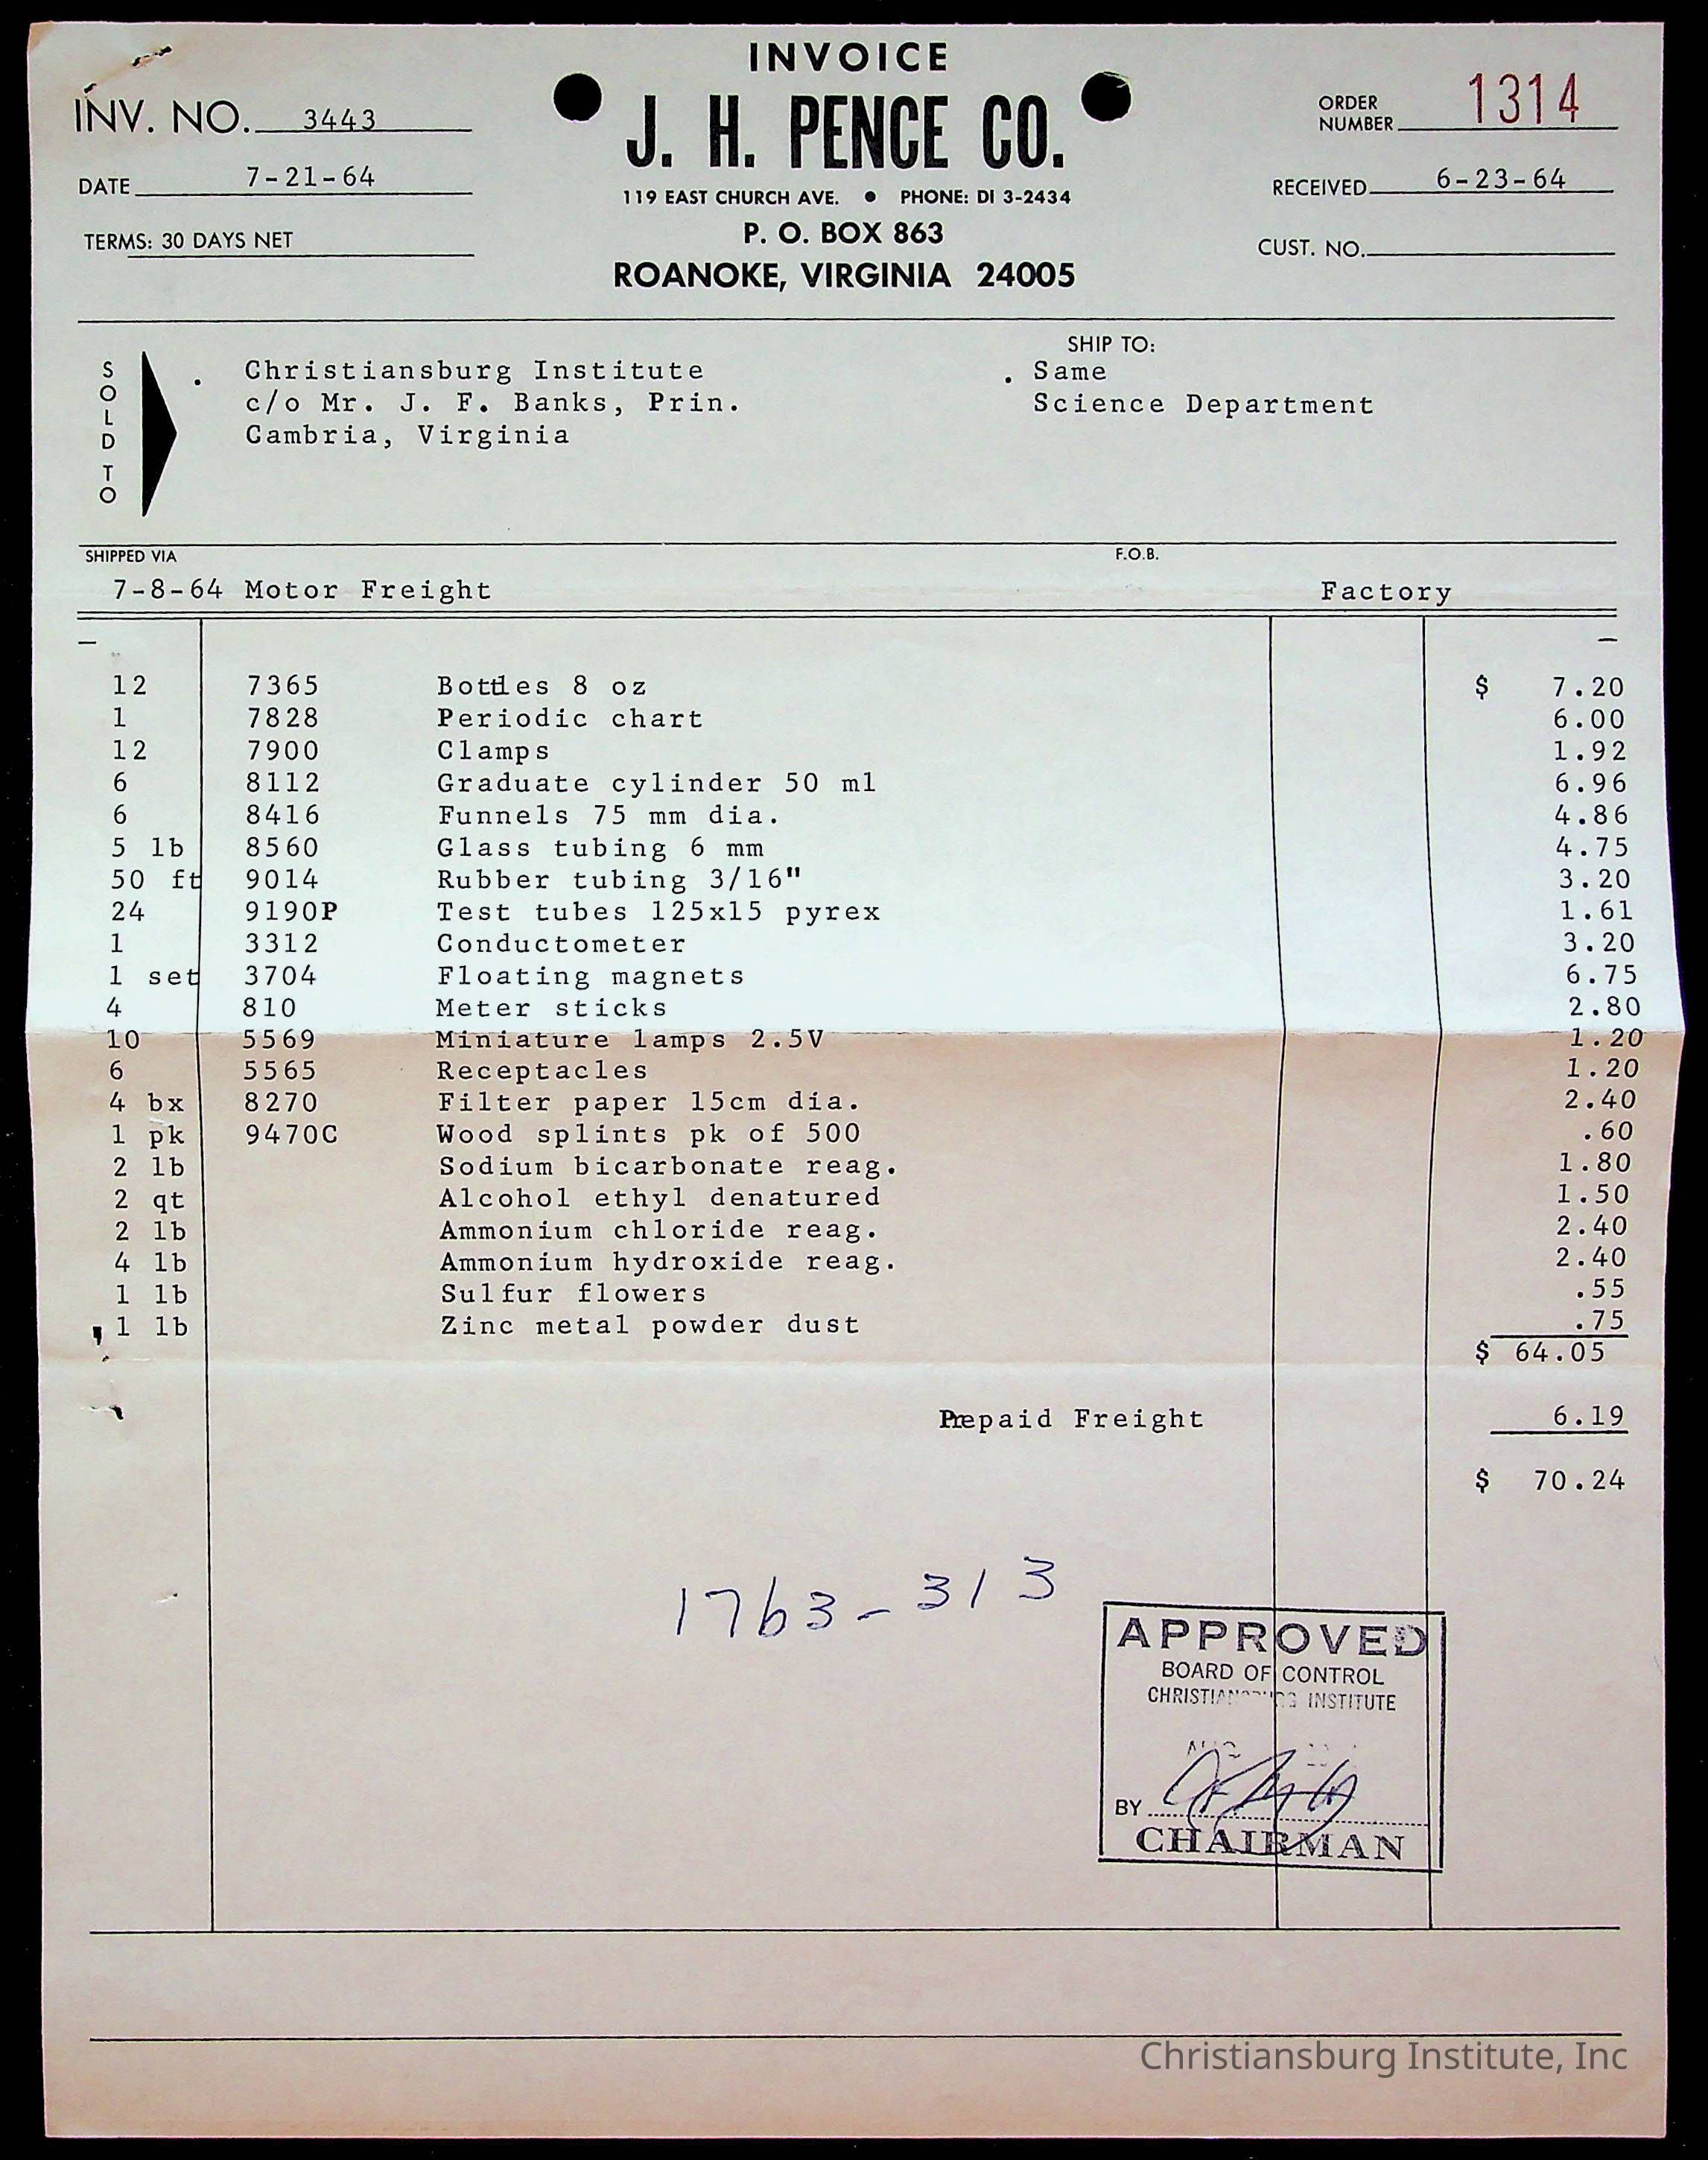 INVOICE
INV. NO. 3443
J. H. PENCE CO.
ORDER NUMBER 1314
DATE 7-21-64
119 EAST CHURCH AVE. ● PHONE: DI 3-2434
RECEIVED 6-23-64
TERMS: 30 DAYS NET
P. O. BOX 863
CUST. NO.
ROANOKE, VIRGINIA 24005
SOLD TO
Christiansburg Institute
c/o Mr. J. F. Banks, Prin.
Cambria, Virginia
SHIP TO:
Same
Science Department
SHIPPED VIA F.O.B.
7-8-64 Motor Freight Factory
12 7365 Bottles 8 oz $ 7.20
1 7828 Periodic chart 6.00
12 7900 Clamps 1.92
6 8112 Graduate cylinder 50 ml 6.96
6 8416 Funnels 75 mm dia. 4.86
5 lb 8560 Glass tubing 6 mm 4.75
50 ft 9014 Rubber tubing 3/16" 3.20
24 9190P Test tubes 125x15 pyrex 1.61
1 3312 Conductometer 3.20
1 set 3704 Floating magnets 6.75
4 810 Meter sticks 2.80
10 5569 Miniature lamps 2.5V 1.20
6 5565 Receptacles 1.20
4 bx 8270 Filter paper 15cm dia. 2.40
1 pk 9470C Wood splints pk of 500 .60
2 lb Sodium bicarbonate reag. 1.80
2 qt Alcohol ethyl denatured 1.50
2 lb Ammonium chloride reag. 2.40
4 lb Ammonium hydroxide reag. 2.40
1 lb Sulfur flowers .55
1 lb Zinc metal powder dust .75
$ 64.05
Prepaid Freight 6.19
$ 70.24
1763-313
APPROVED
BOARD OF CONTROL
CHRISTIANSBURG INSTITUTE
AUG
BY
CHAIRMAN
Christiansburg Institute, Inc